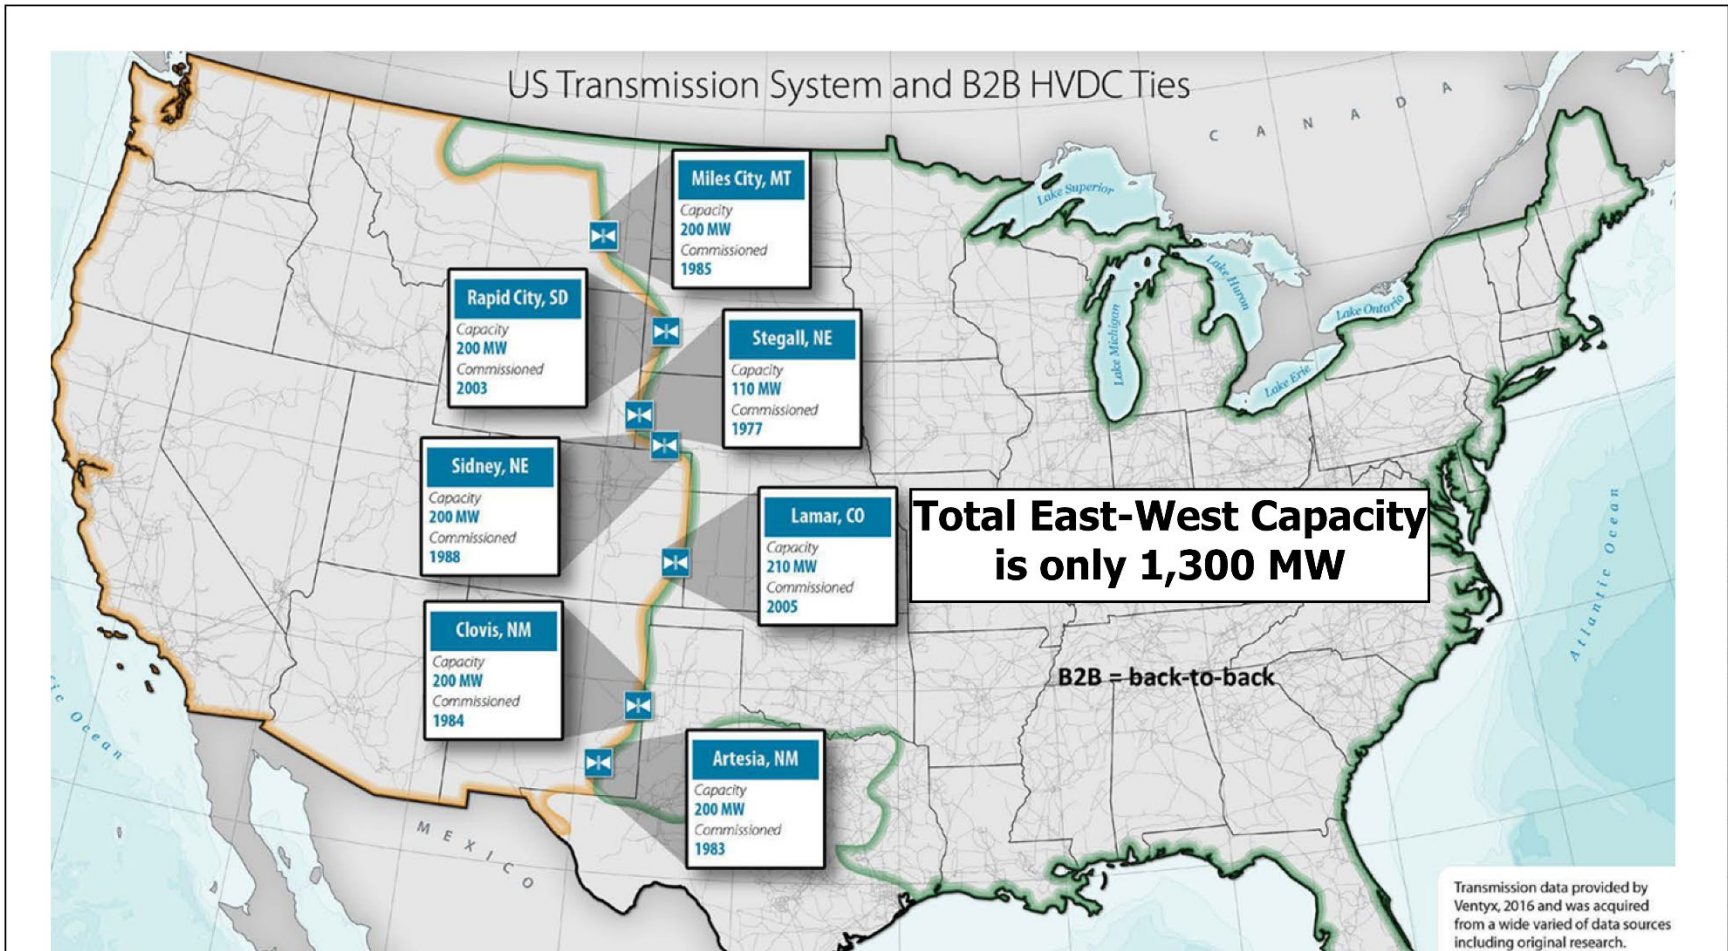 US Transmission System and B2B HVDC Ties
C A N A D A
Miles City, MT
Capacity
200 MW
Commissioned
1985
Lake Superior
Lake Huron
Lake Michigan
Lake Ontario
Lake Erie
Rapid City, SD
Capacity
200 MW
Commissioned
2003
Stegall, NE
Capacity
110 MW
Commissioned
1977
Sidney, NE
Capacity
200 MW
Commissioned
1988
Lamar, CO
Capacity
210 MW
Commissioned
2005
Total East-West Capacity
is only 1,300 MW
Atlantic Ocean
Clovis, NM
Capacity
200 MW
Commissioned
1984
B2B = back-to-back
ic Ocean
Artesia, NM
Capacity
200 MW
Commissioned
1983
M E X I C O
Transmission data provided by
Ventyx, 2016 and was acquired
from a wide varied of data sources
including original research.